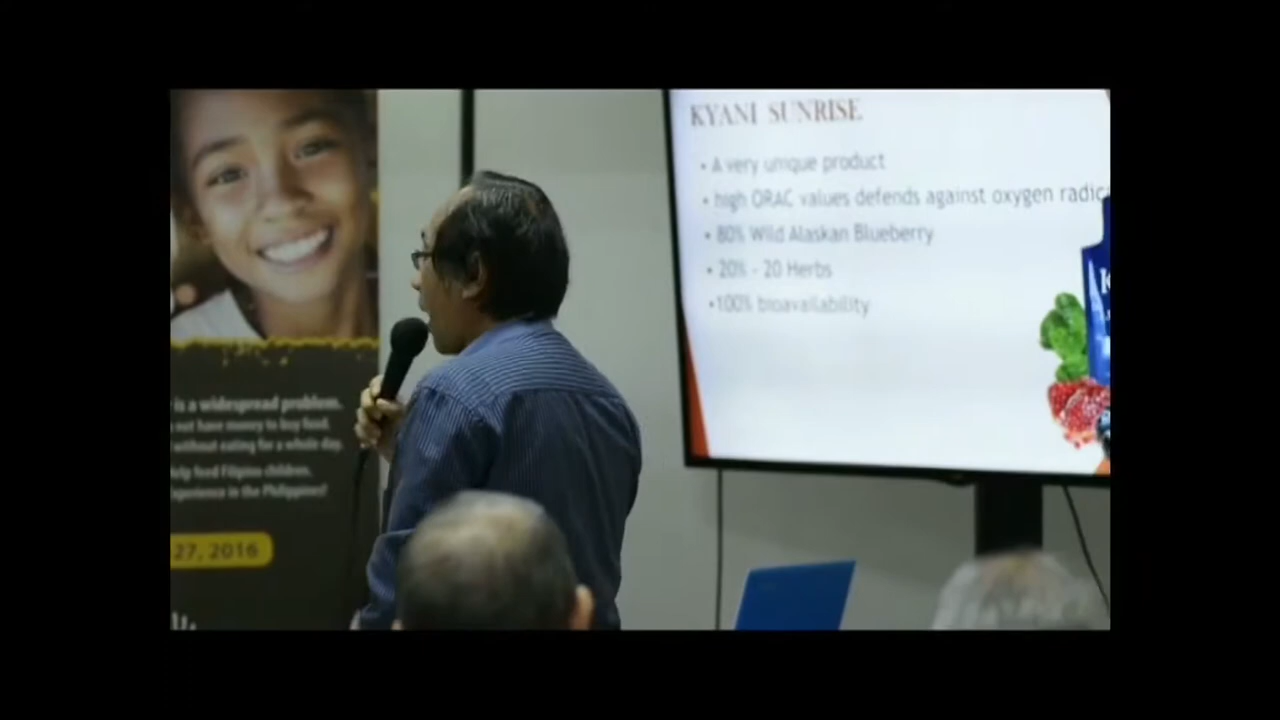 is a widespread problem.
not have money to buy food.
without eating for a whole day.
help feed Filipino children.
experience in the Philippines!
27, 2016
KYANI SUNRISE
• A very unique product
• high ORAC values defends against oxygen radic
• 80% Wild Alaskan Blueberry
• 20% - 20 Herbs
•100% bioavailability
K